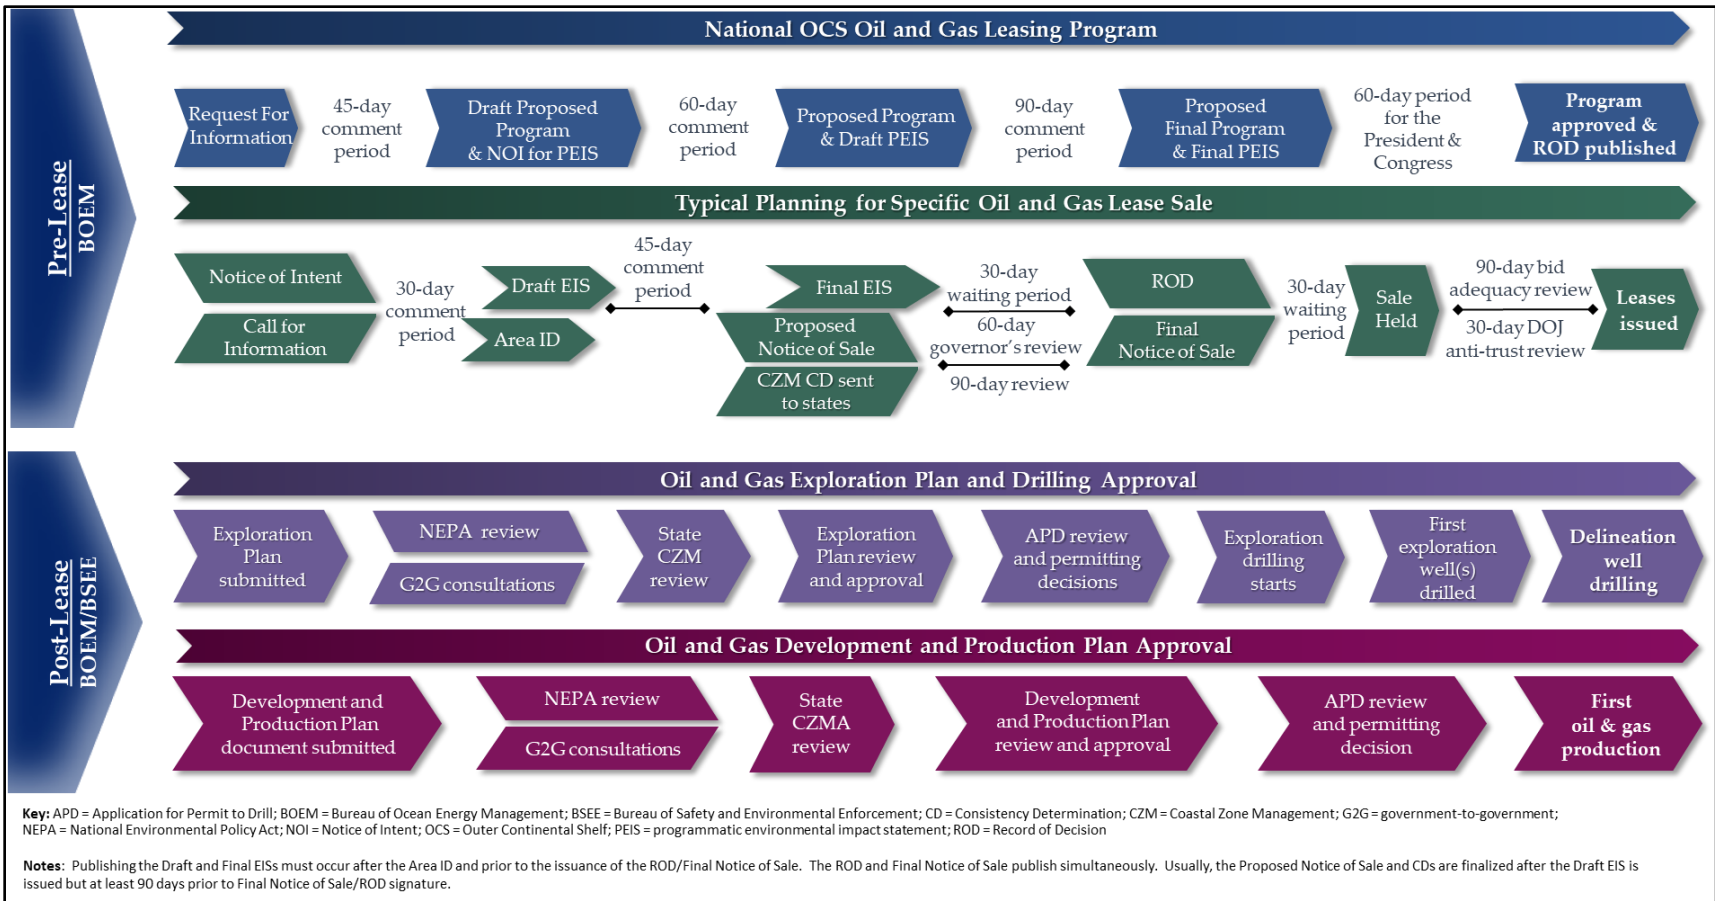 Pre-Lease
BOEM
National OCS Oil and Gas Leasing Program
Request For
Information
45-day
comment
period
Draft Proposed
Program
& NOI for PEIS
60-day
comment
period
Proposed Program
& Draft PEIS
90-day
comment
period
Proposed
Final Program
& Final PEIS
60-day period
for the
President &
Congress
Program
approved &
ROD published
Typical Planning for Specific Oil and Gas Lease Sale
Notice of Intent
Call for
Information
30-day
comment
period
Draft EIS
Area ID
45-day
comment
period
Final EIS
Proposed
Notice of Sale
CZM CD sent
to states
30-day
waiting period
60-day
governor's review
90-day review
ROD
Final
Notice of Sale
30-day
waiting
period
Sale
Held
90-day bid
adequacy review
30-day DOJ
anti-trust review
Leases
issued
Post-Lease
BOEM/BSEE
Oil and Gas Exploration Plan and Drilling Approval
Exploration
Plan
submitted
NEPA review
G2G consultations
State
CZM
review
Exploration
Plan review
and approval
APD review
and permitting
decisions
Exploration
drilling
starts
First
exploration
well(s)
drilled
Delineation
well
drilling
Oil and Gas Development and Production Plan Approval
Development and
Production Plan
document submitted
NEPA review
G2G consultations
State
CZMA
review
Development
and Production Plan
review and approval
APD review
and permitting
decision
First
oil & gas
production
Key: APD = Application for Permit to Drill; BOEM = Bureau of Ocean Energy Management; BSEE = Bureau of Safety and Environmental Enforcement; CD = Consistency Determination; CZM = Coastal Zone Management; G2G = government-to-government;
NEPA = National Environmental Policy Act; NOI = Notice of Intent; OCS = Outer Continental Shelf; PEIS = programmatic environmental impact statement; ROD = Record of Decision
Notes: Publishing the Draft and Final EISs must occur after the Area ID and prior to the issuance of the ROD/Final Notice of Sale. The ROD and Final Notice of Sale publish simultaneously. Usually, the Proposed Notice of Sale and CDs are finalized after the Draft EIS is
issued but at least 90 days prior to Final Notice of Sale/ROD signature.